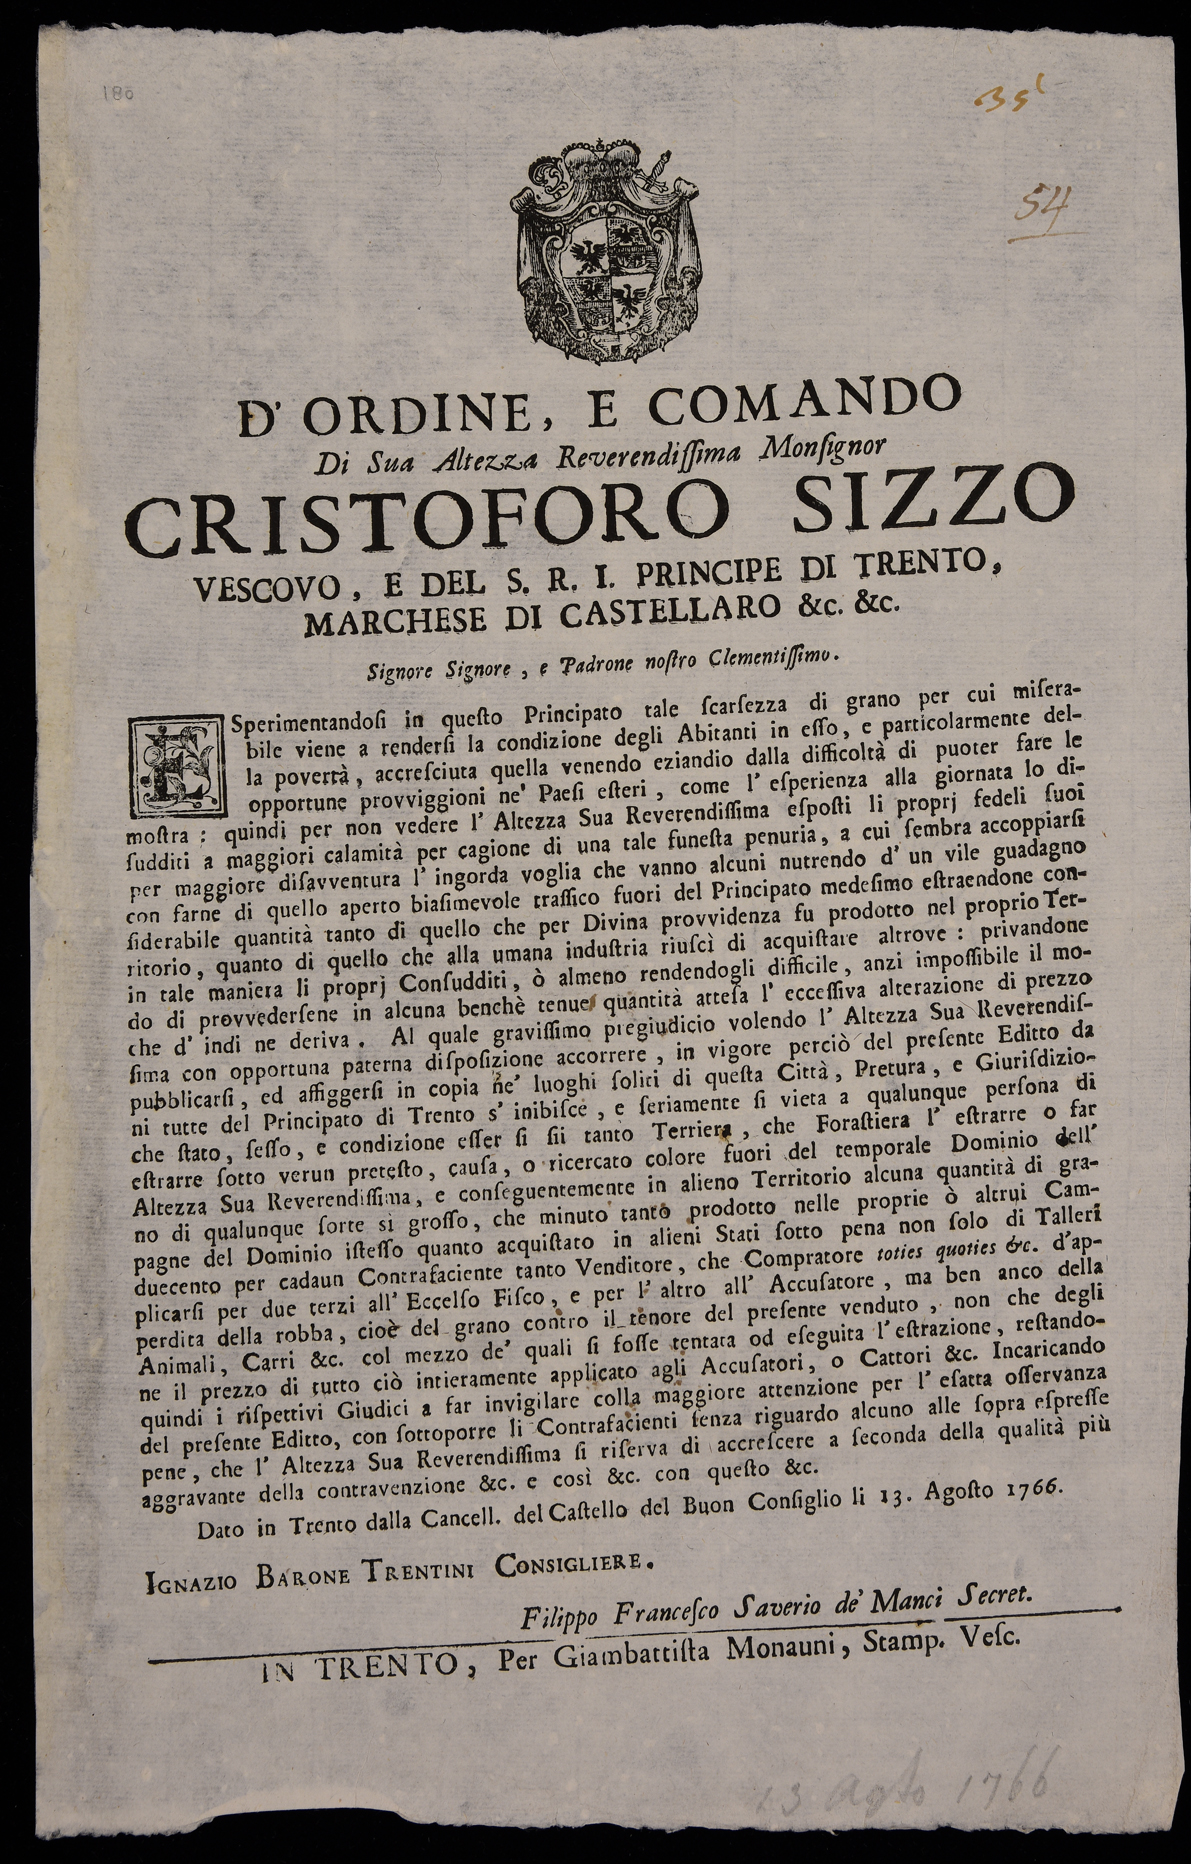 180
35
54
D' ORDINE, E COMANDO
Di Sua Altezza Reverendiſſima Monſignor
CRISTOFORO SIZZO
VESCOVO, E DEL S. R. I. PRINCIPE DI TRENTO,
MARCHESE DI CASTELLARO &c. &c.
Signore Signore, e Padrone noſtro Clementiſſimo.
ESperimentandoſi in queſto Principato tale ſcarſezza di grano per cui miſera-
bile viene a renderſi la condizione degli Abitanti in eſſo, e particolarmente del-
la povertà, accreſciuta quella venendo eziandio dalla difficoltà di puoter fare le
opportune provviggioni ne' Paeſi eſteri, come l' eſperienza alla giornata lo di-
moſtra: quindi per non vedere l' Altezza Sua Reverendiſſima eſpoſti li proprj fedeli ſuoi
ſudditi a maggiori calamità per cagione di una tale funeſta penuria, a cui ſembra accoppiarſi
per maggiore diſavventura l' ingorda voglia che vanno alcuni nutrendo d' un vile guadagno
con farne di quello aperto biaſimevole traffico fuori del Principato medeſimo eſtraendone con-
ſiderabile quantità tanto di quello che per Divina provvidenza fu prodotto nel proprio Ter-
ritorio, quanto di quello che alla umana induſtria riuſcì di acquiſtare altrove: privandone
in tale maniera li proprj Conſudditi, ò almeno rendendogli difficile, anzi impoſſibile il mo-
do di provvederſene in alcuna benchè tenue quantità atteſa l' ecceſſiva alterazione di prezzo
che d' indi ne deriva. Al quale graviſſimo pregiudicio volendo l' Altezza Sua Reverendiſ-
ſima con opportuna paterna diſpoſizione accorrere, in vigore perciò del preſente Editto da
pubblicarſi, ed affiggerſi in copia ne' luoghi ſoliti di queſta Città, Pretura, e Giuriſdizio-
ni tutte del Principato di Trento s' inibiſce, e ſeriamente ſi vieta a qualunque perſona di
che ſtato, ſeſſo, e condizione eſſer ſi ſii tanto Terriera, che Foraſtiera l' eſtrarre o far
eſtrarre ſotto verun preteſto, cauſa, o ricercato colore fuori del temporale Dominio dell'
Altezza Sua Reverendiſſima, e conſeguentemente in alieno Territorio alcuna quantità di gra-
no di qualunque ſorte sì groſſo, che minuto tanto prodotto nelle proprie ò altrui Cam-
pagne del Dominio iſteſſo quanto acquiſtato in alieni Stati ſotto pena non ſolo di Talleri
duecento per cadaun Contrafaciente tanto Venditore, che Compratore toties quoties &c. d'ap-
plicarſi per due terzi all' Eccelſo Fiſco, e per l' altro all' Accuſatore, ma ben anco della
perdita della robba, cioè del grano contro il tenore del preſente venduto, non che degli
Animali, Carri &c. col mezzo de' quali ſi foſſe tentata od eſeguita l' eſtrazione, reſtando-
ne il prezzo di tutto ciò intieramente applicato agli Accuſatori, o Cattori &c. Incaricando
quindi i riſpettivi Giudici a far invigilare colla maggiore attenzione per l' eſatta oſſervanza
del preſente Editto, con ſottoporre li Contrafacienti ſenza riguardo alcuno alle ſopra eſpreſſe
pene, che l' Altezza Sua Reverendiſſima ſi riſerva di accreſcere a ſeconda della qualità più
aggravante della contravenzione &c. e così &c. con queſto &c.
Dato in Trento dalla Cancell. del Caſtello del Buon Conſiglio li 13. Agoſto 1766.
IGNAZIO BARONE TRENTINI CONSIGLIERE.
Filippo Franceſco Saverio de' Manci Secret.
IN TRENTO, Per Giambattiſta Monauni, Stamp. Veſc.
13 Agto 1766